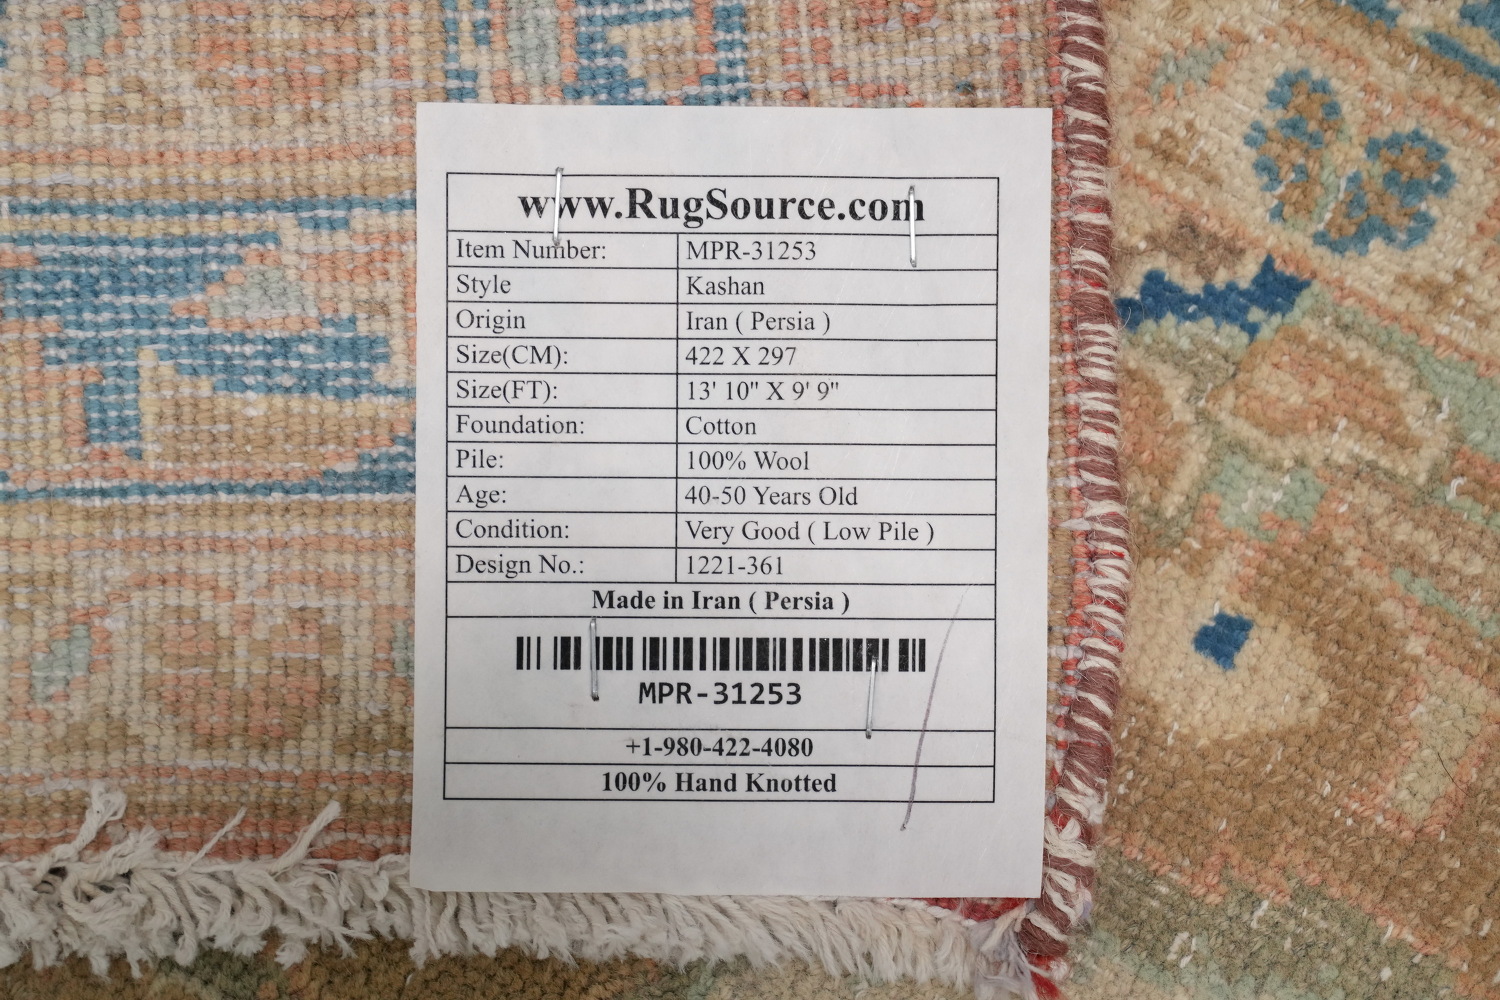 www.RugSource.com
Item Number: MPR-31253
Style Kashan
Origin Iran ( Persia )
Size(CM): 422 X 297
Size(FT): 13' 10" X 9' 9"
Foundation: Cotton
Pile: 100% Wool
Age: 40-50 Years Old
Condition: Very Good ( Low Pile )
Design No.: 1221-361
Made in Iran ( Persia )
MPR-31253
+1-980-422-4080
100% Hand Knotted